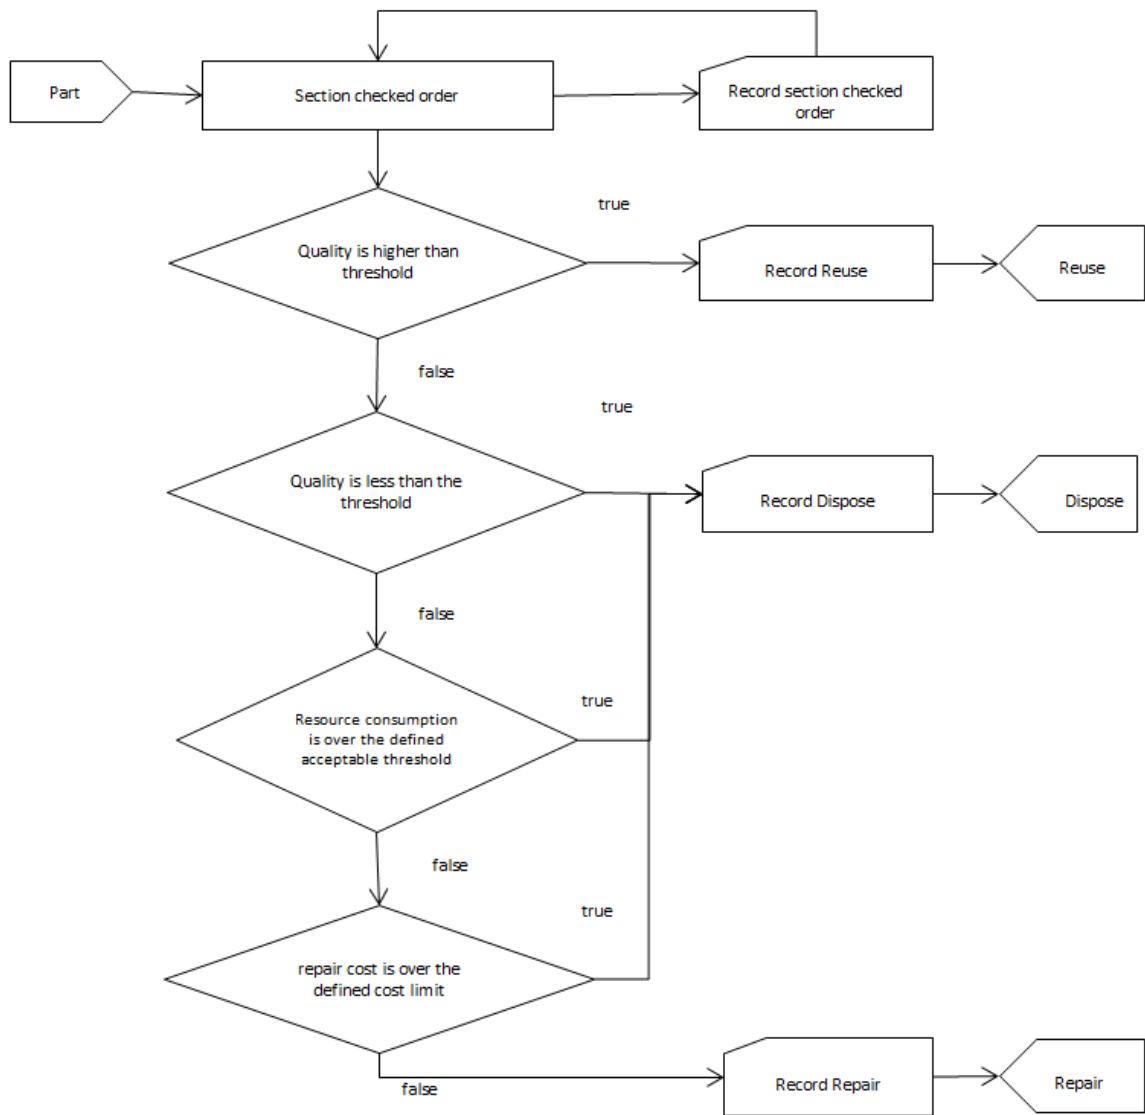 Part
Section checked order
Record section checked
order
true
Quality is higher than
threshold
Record Reuse
Reuse
false
true
Quality is less than the
threshold
Record Dispose
Dispose
false
true
Resource consumption
is over the defined
acceptable threshold
false
true
repair cost is over the
defined cost limit
false
Record Repair
Repair